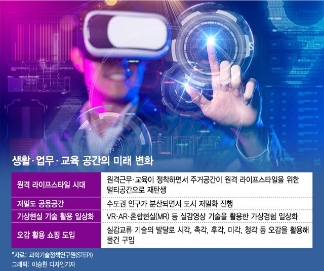 생활·업무·교육 공간의 미래 변화
원격 라이프스타일 시대
원격근무·교육이 정착하면서 주거공간이 원격 라이프스타일을 위한
멀티공간으로 재탄생
저밀도 공용공간
수도권 인구가 분산되면서 도시 저밀화 진행
가상현실 기술 활용 일상화
VR·AR·혼합현실(MR) 등 실감영상 기술을 활용한 가상경험 일상화
오감 활용 쇼핑 도입
실감교류 기술의 발달로 시각, 촉각, 후각, 미각, 청각 등 오감을 활용해
물건 구입
*자료: 과학기술정책연구원(STEPI)
그래픽: 이승환 디자인기자